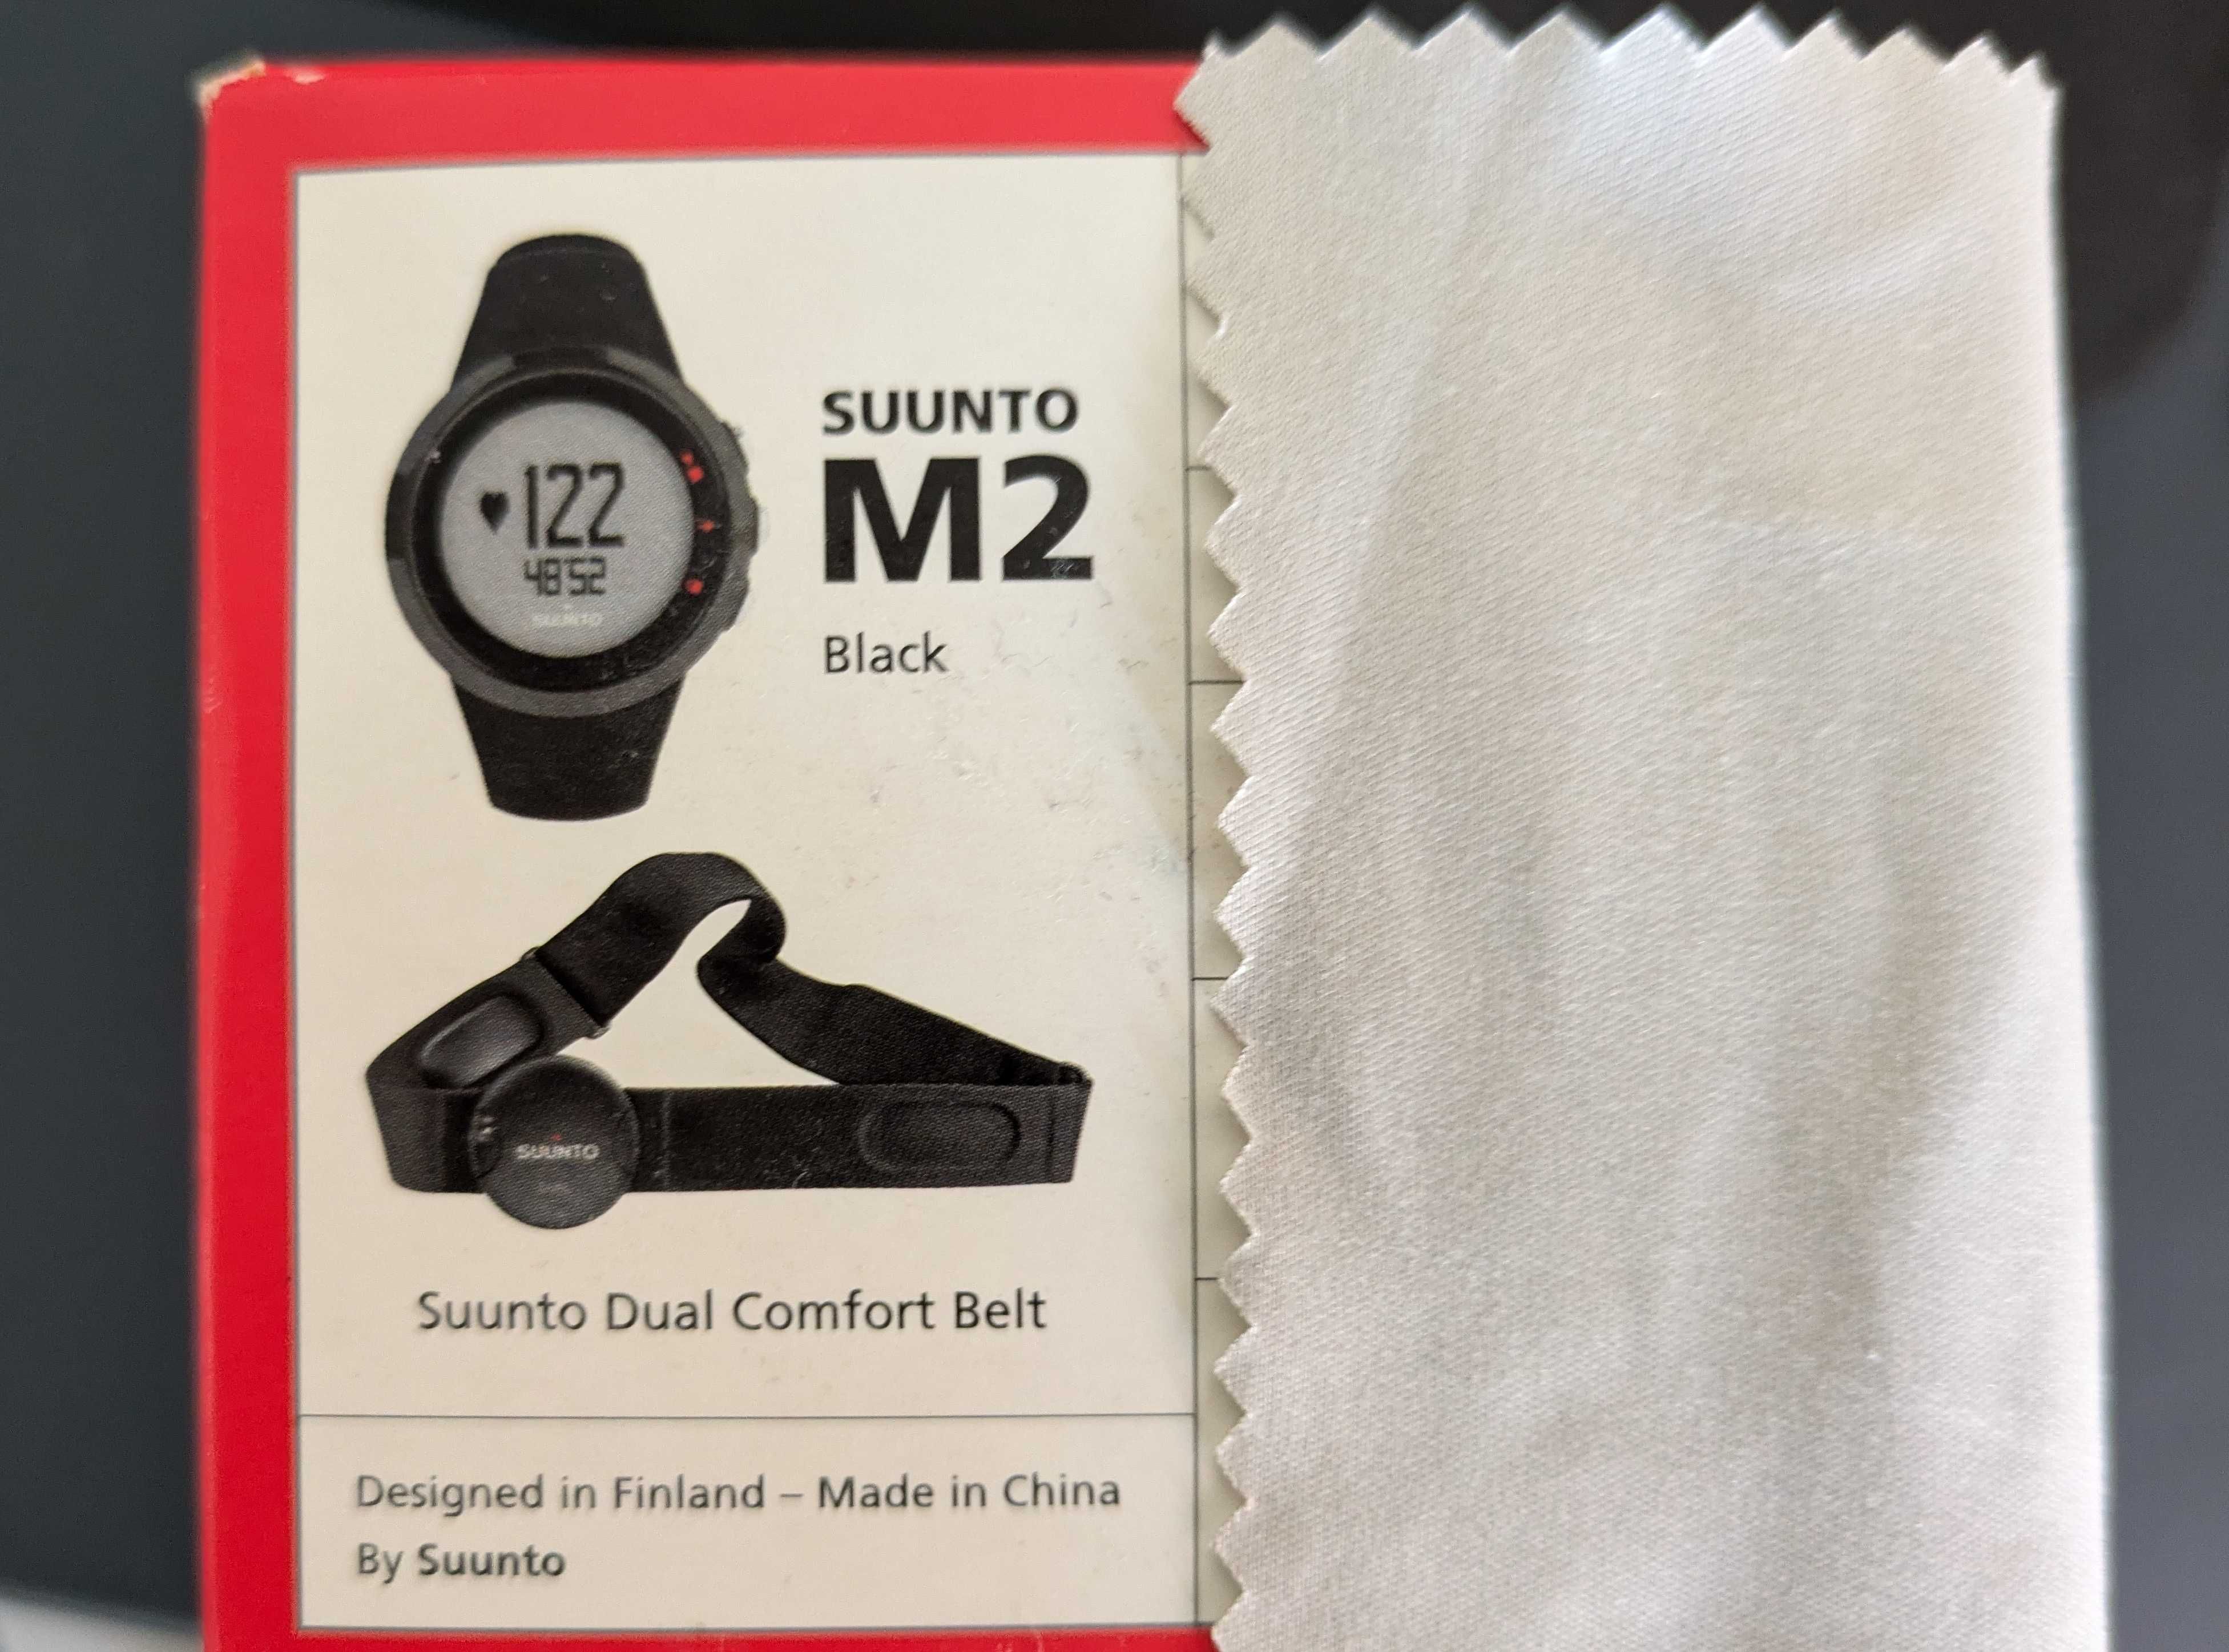 122
48'52
SUUNTO
SUUNTO
M2
Black
SUUNTO
Suunto Dual Comfort Belt
Designed in Finland – Made in China
By Suunto